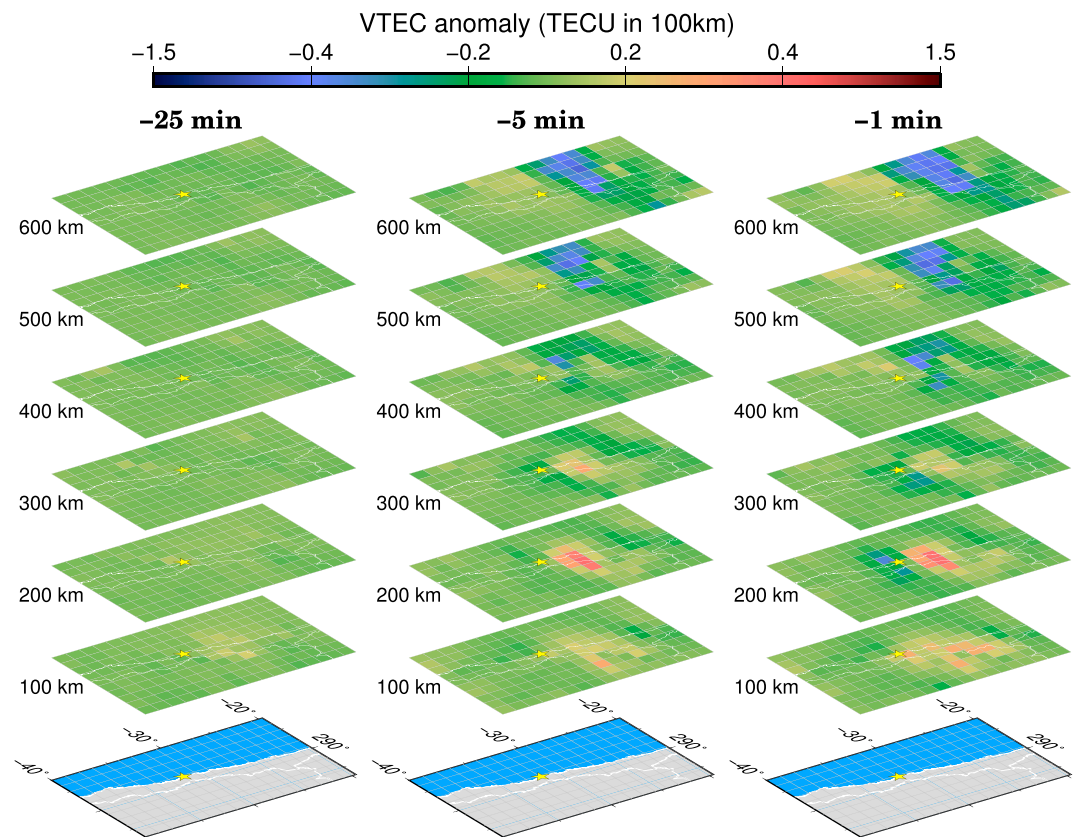 VTEC anomaly (TECU in 100km)
−1.5 −0.4 −0.2 0.2 0.4 1.5
−25 min −5 min −1 min
600 km 600 km 600 km
500 km 500 km 500 km
400 km 400 km 400 km
300 km 300 km 300 km
200 km 200 km 200 km
100 km 100 km 100 km
−20° −20° −20°
−30° 290° −30° 290° −30° 290°
−40° −40° −40°